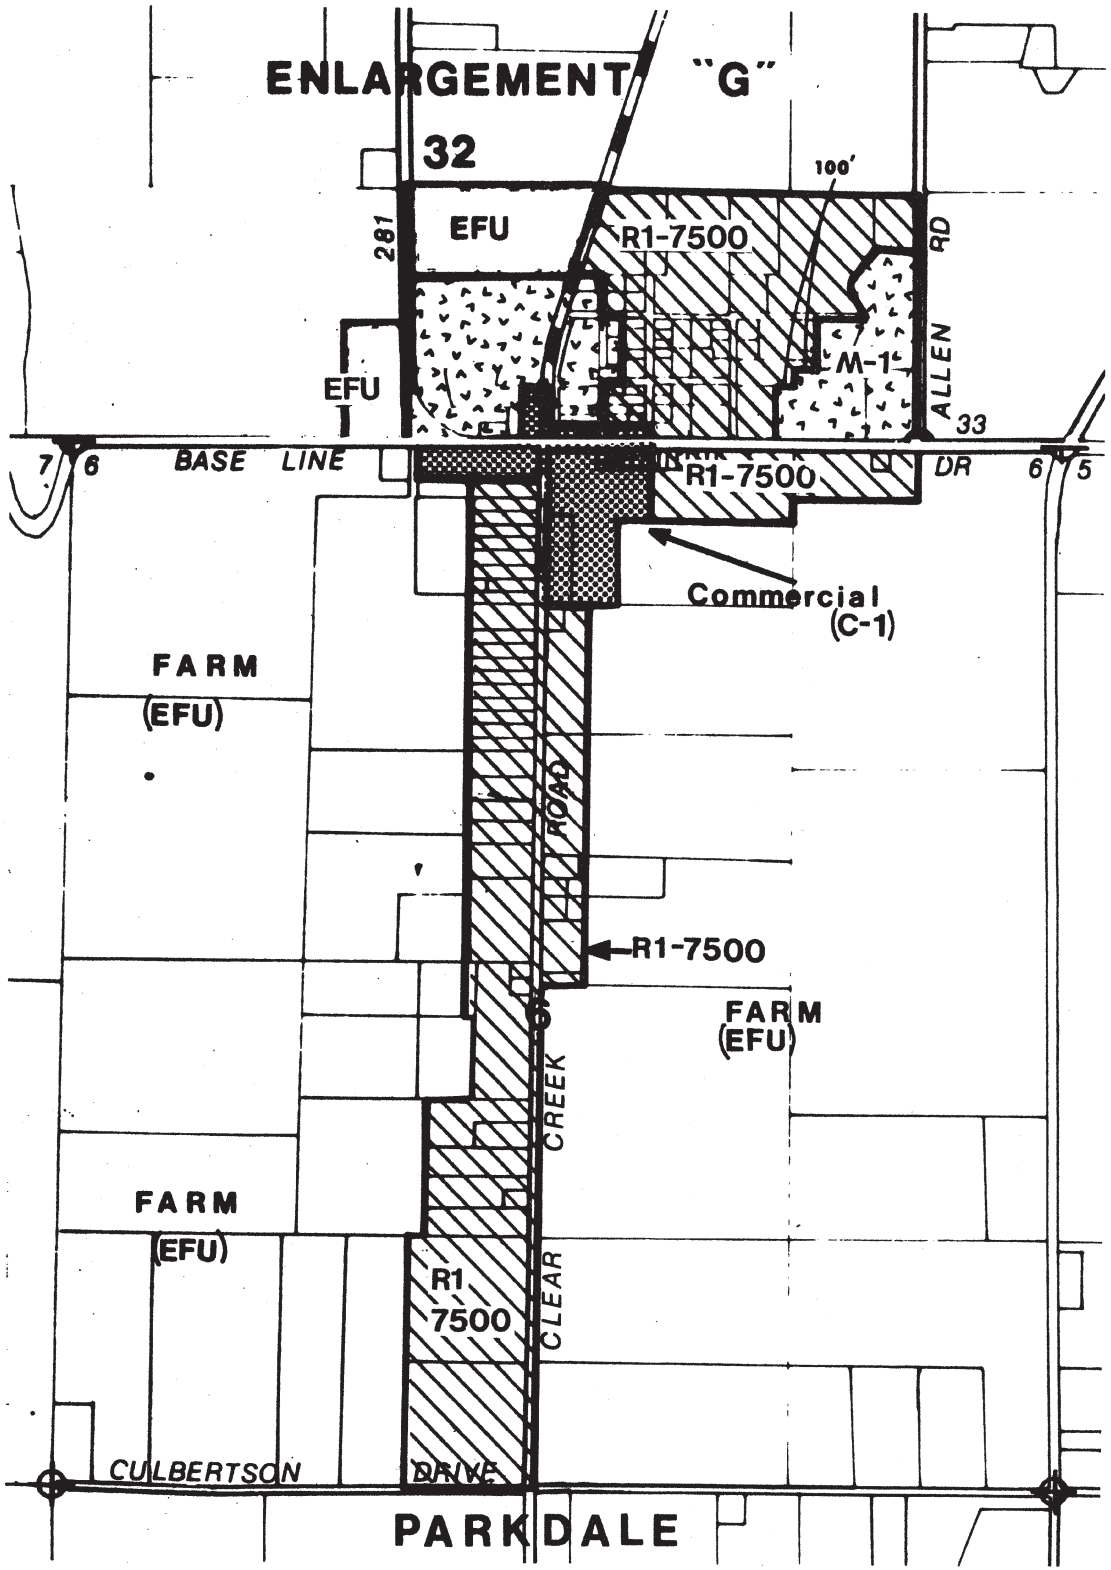 ENLARGEMENT "G"
32
100'
281
EFU
R1-7500
RD
EFU
M-1
ALLEN
33
7 6
BASE LINE
R1-7500
DR
6 5
Commercial
(C-1)
FARM
(EFU)
ROAD
R1-7500
FARM
(EFU)
CREEK
FARM
(EFU)
R1
7500
CLEAR
CULBERTSON DRIVE
PARKDALE